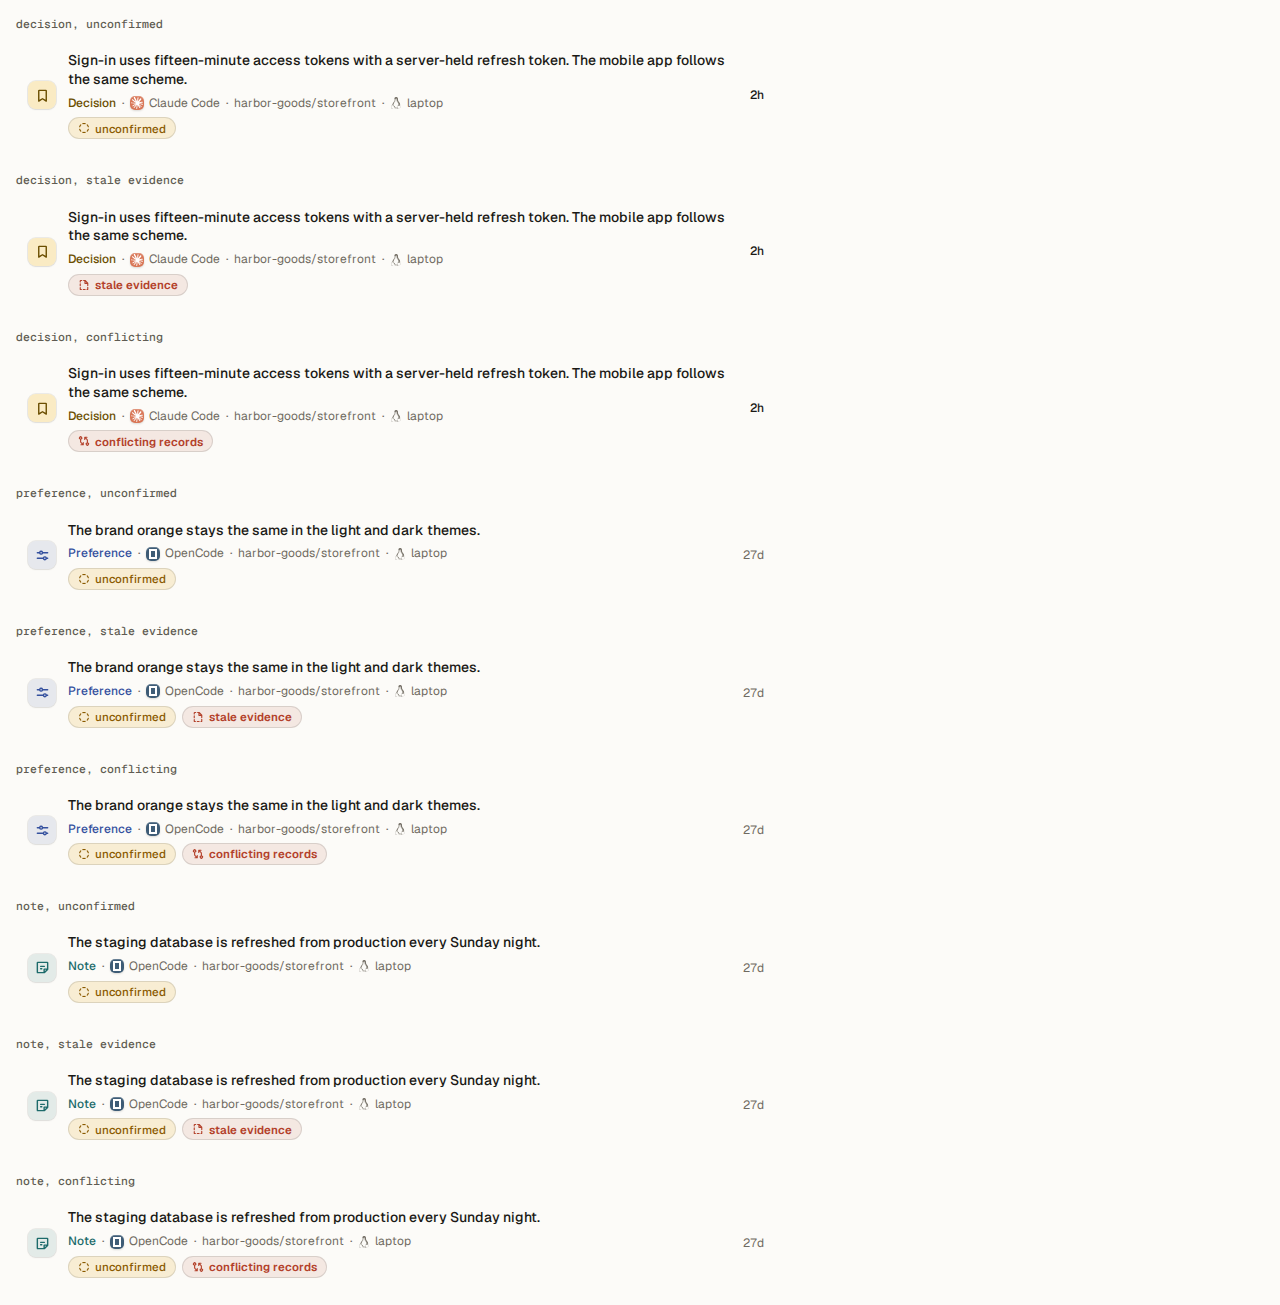 decision, unconfirmed
Sign-in uses fifteen-minute access tokens with a server-held refresh token. The mobile app follows
the same scheme.
2h
Decision · Claude Code · harbor-goods/storefront · laptop
unconfirmed
decision, stale evidence
Sign-in uses fifteen-minute access tokens with a server-held refresh token. The mobile app follows
the same scheme.
2h
Decision · Claude Code · harbor-goods/storefront · laptop
stale evidence
decision, conflicting
Sign-in uses fifteen-minute access tokens with a server-held refresh token. The mobile app follows
the same scheme.
2h
Decision · Claude Code · harbor-goods/storefront · laptop
conflicting records
preference, unconfirmed
The brand orange stays the same in the light and dark themes.
Preference · OpenCode · harbor-goods/storefront · laptop
27d
unconfirmed
preference, stale evidence
The brand orange stays the same in the light and dark themes.
Preference · OpenCode · harbor-goods/storefront · laptop
27d
unconfirmed stale evidence
preference, conflicting
The brand orange stays the same in the light and dark themes.
Preference · OpenCode · harbor-goods/storefront · laptop
27d
unconfirmed conflicting records
note, unconfirmed
The staging database is refreshed from production every Sunday night.
Note · OpenCode · harbor-goods/storefront · laptop
27d
unconfirmed
note, stale evidence
The staging database is refreshed from production every Sunday night.
Note · OpenCode · harbor-goods/storefront · laptop
27d
unconfirmed stale evidence
note, conflicting
The staging database is refreshed from production every Sunday night.
Note · OpenCode · harbor-goods/storefront · laptop
27d
unconfirmed conflicting records